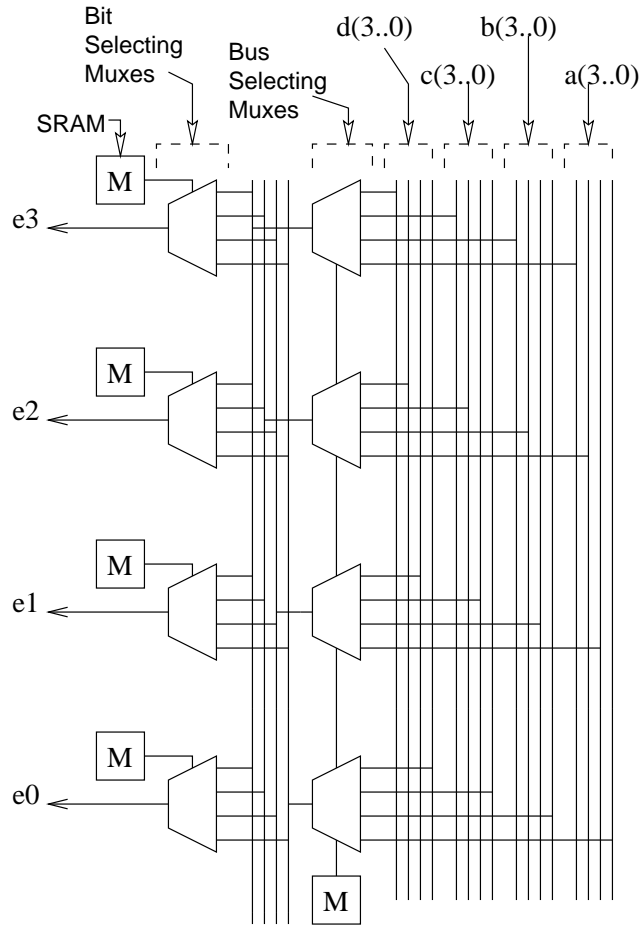 Bit
Selecting
Muxes
Bus
Selecting
Muxes
d(3..0)
b(3..0)
c(3..0)
a(3..0)
SRAM
M
e3
M
e2
M
e1
M
e0
M